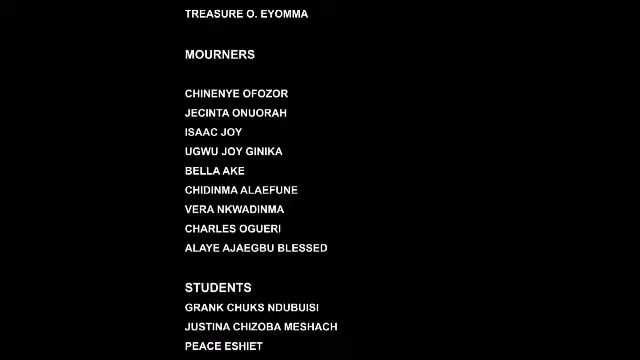 TREASURE O. EYOMMA
MOURNERS
CHINENYE OFOZOR
JECINTA ONUORAH
ISAAC JOY
UGWU JOY GINIKA
BELLA AKE
CHIDINMA ALAEFUNE
VERA NKWADINMA
CHARLES OGUERI
ALAYE AJAEGBU BLESSED
STUDENTS
GRANK CHUKS NDUBUISI
JUSTINA CHIZOBA MESHACH
PEACE ESHIET